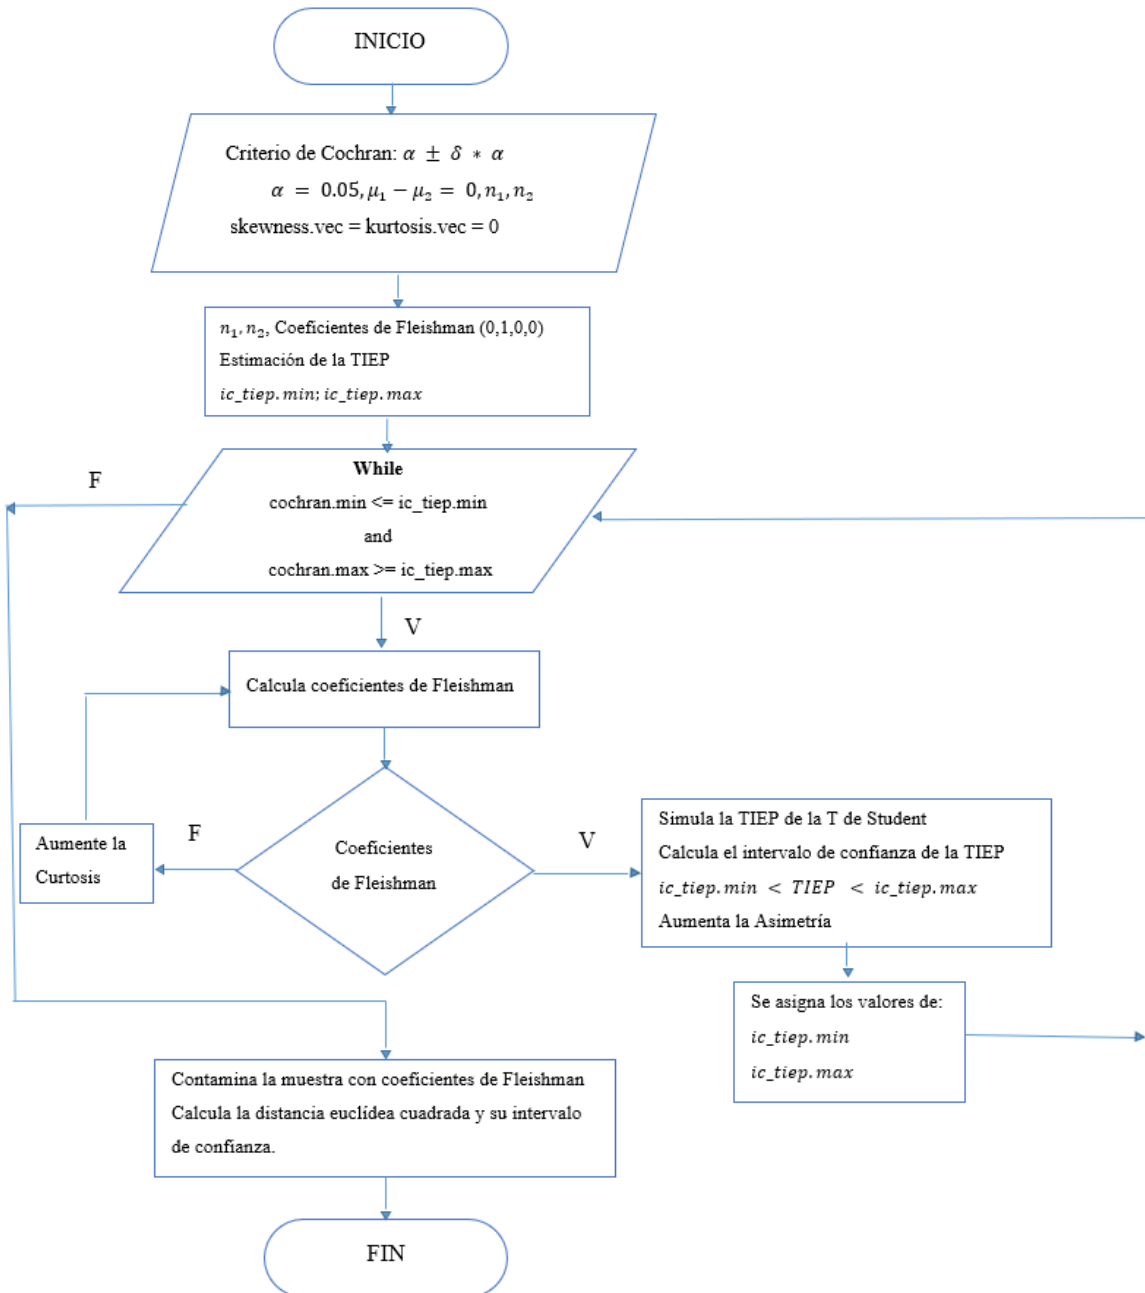 INICIO
Criterio de Cochran: α ± δ * α
α = 0.05, μ₁ − μ₂ = 0, n₁, n₂
skewness.vec = kurtosis.vec = 0
n₁, n₂, Coeficientes de Fleishman (0,1,0,0)
Estimación de la TIEP
ic_tiep.min; ic_tiep.max
While
cochran.min <= ic_tiep.min
and
cochran.max >= ic_tiep.max
F
V
Calcula coeficientes de Fleishman
Coeficientes
de Fleishman
F
Aumente la
Curtosis
V
Simula la TIEP de la T de Student
Calcula el intervalo de confianza de la TIEP
ic_tiep.min < TIEP < ic_tiep.max
Aumenta la Asimetría
Se asigna los valores de:
ic_tiep.min
ic_tiep.max
Contamina la muestra con coeficientes de Fleishman
Calcula la distancia euclídea cuadrada y su intervalo
de confianza.
FIN